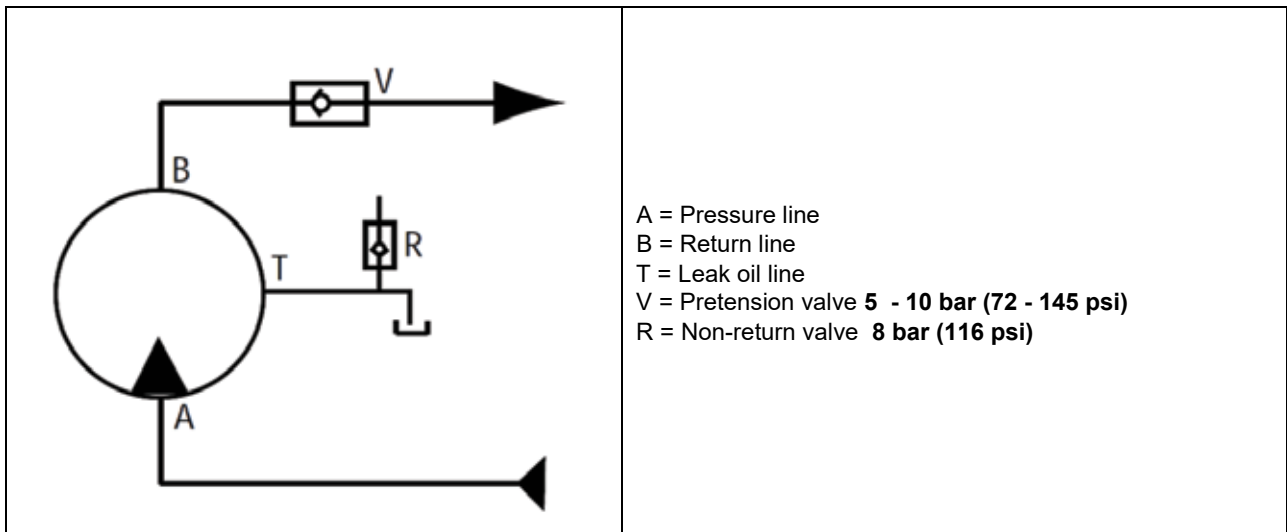 V
B
T
R
A
A = Pressure line
B = Return line
T = Leak oil line
V = Pretension valve 5 - 10 bar (72 - 145 psi)
R = Non-return valve 8 bar (116 psi)